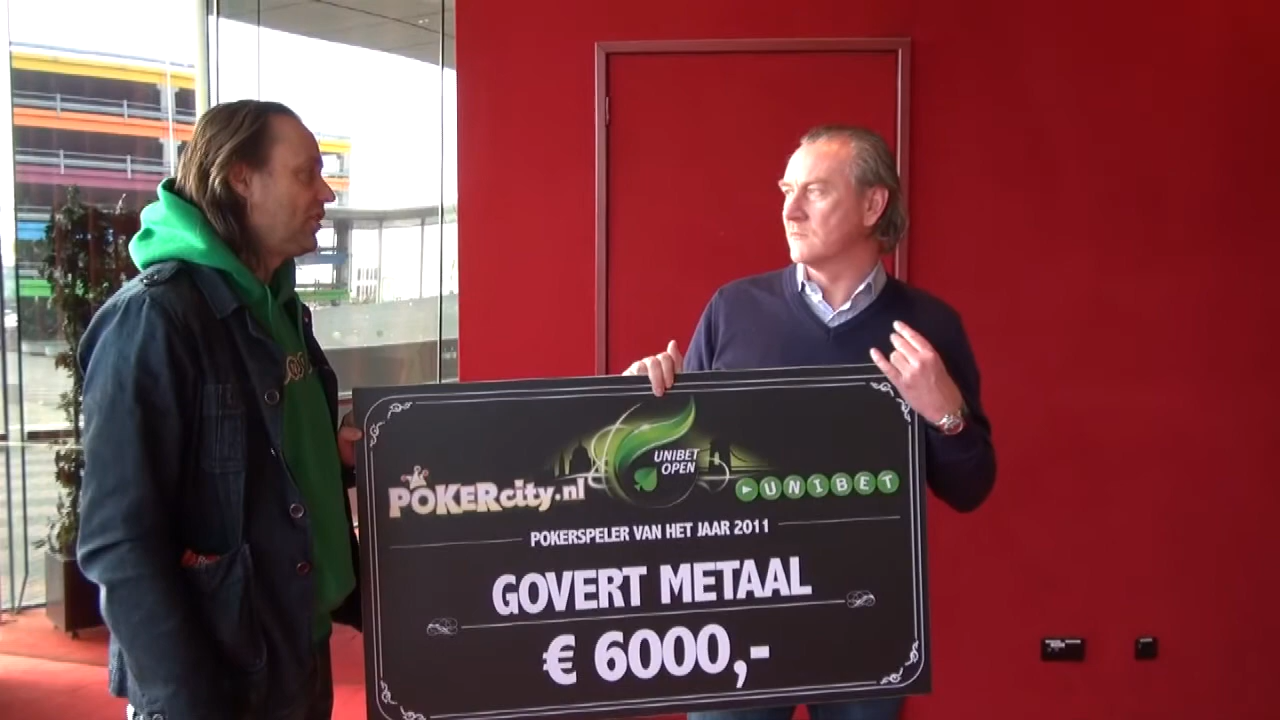 UNIBET
OPEN
POKERcity.nl
UNIBET
POKERSPELER VAN HET JAAR 2011
GOVERT METAAL
€ 6000,-